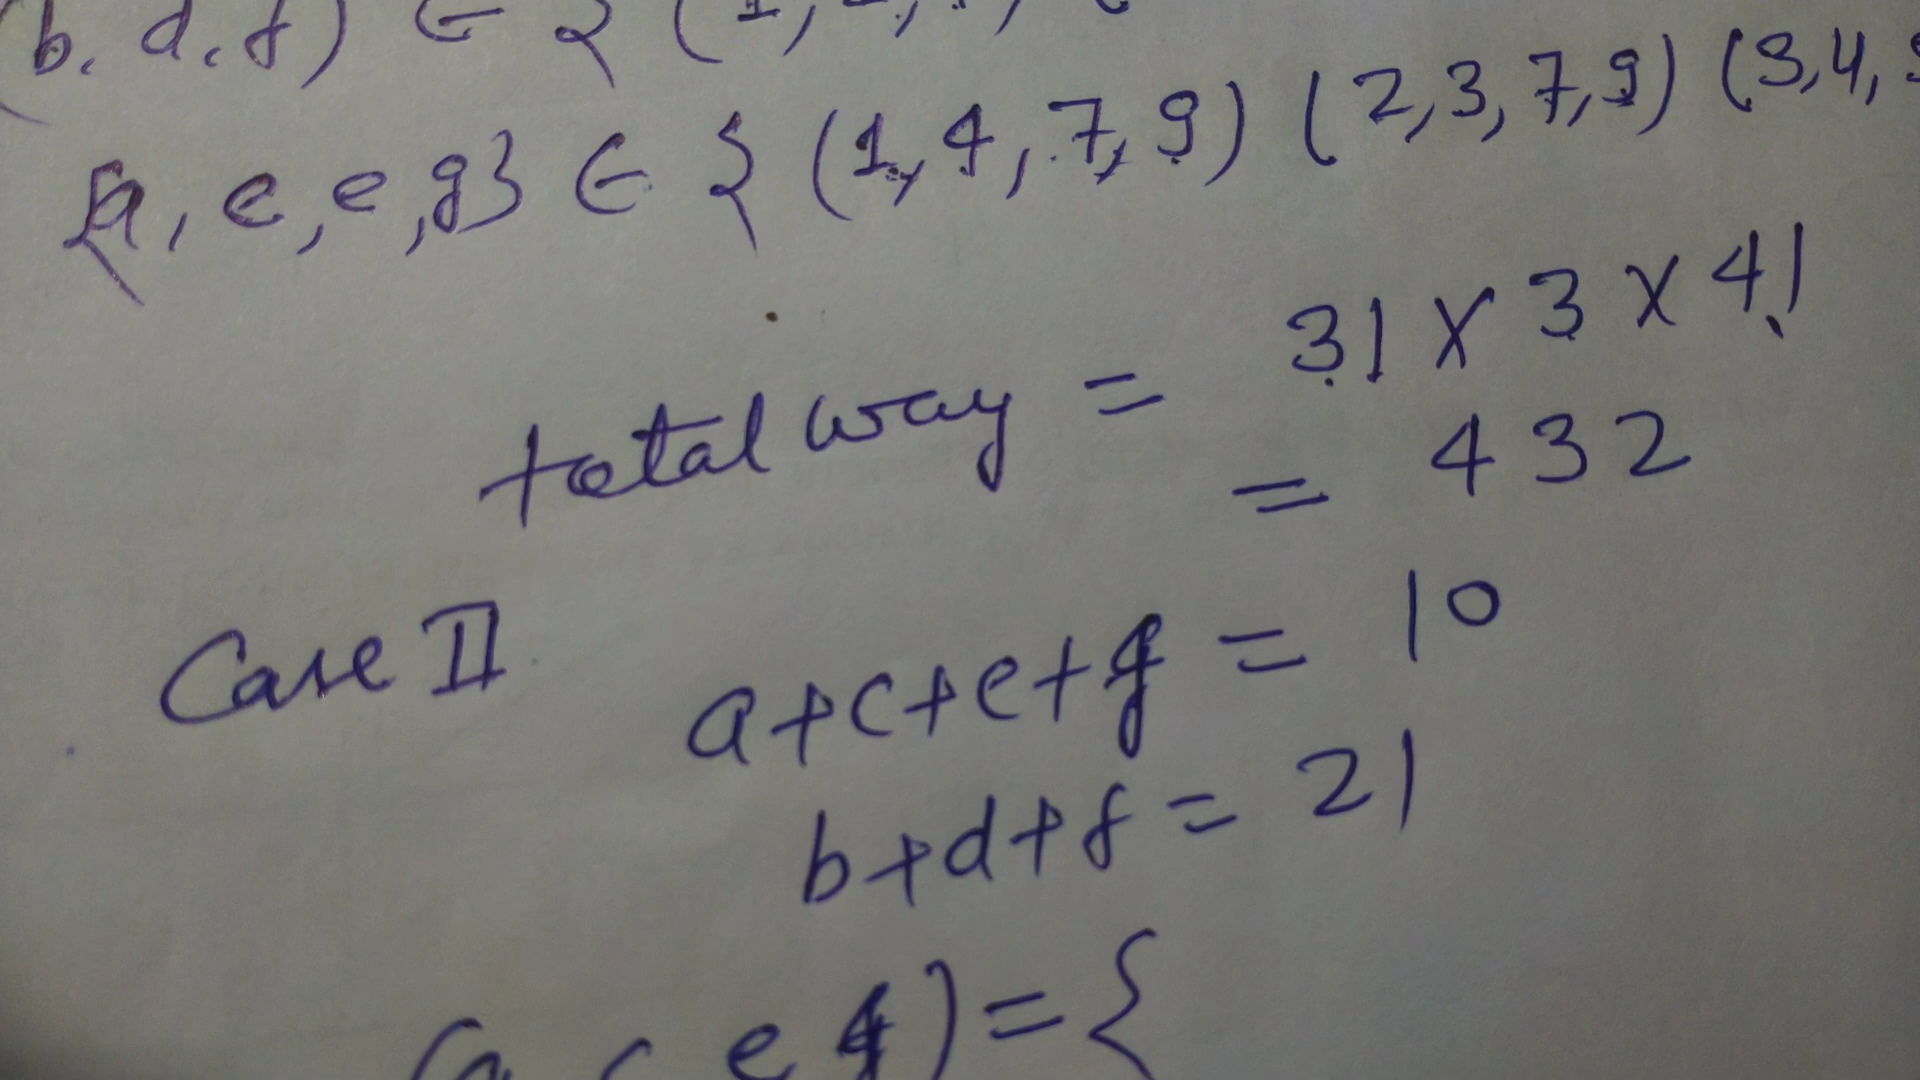 (b, d, f) ∈ {(1,
{a, c, e, g} ∈ {(1,4,7,9) (2,3,7,9) (3,4,
total way = 3! × 3 × 4!
= 432
Case II
a+c+e+g = 10
b+d+f = 21
(a c e g) = {